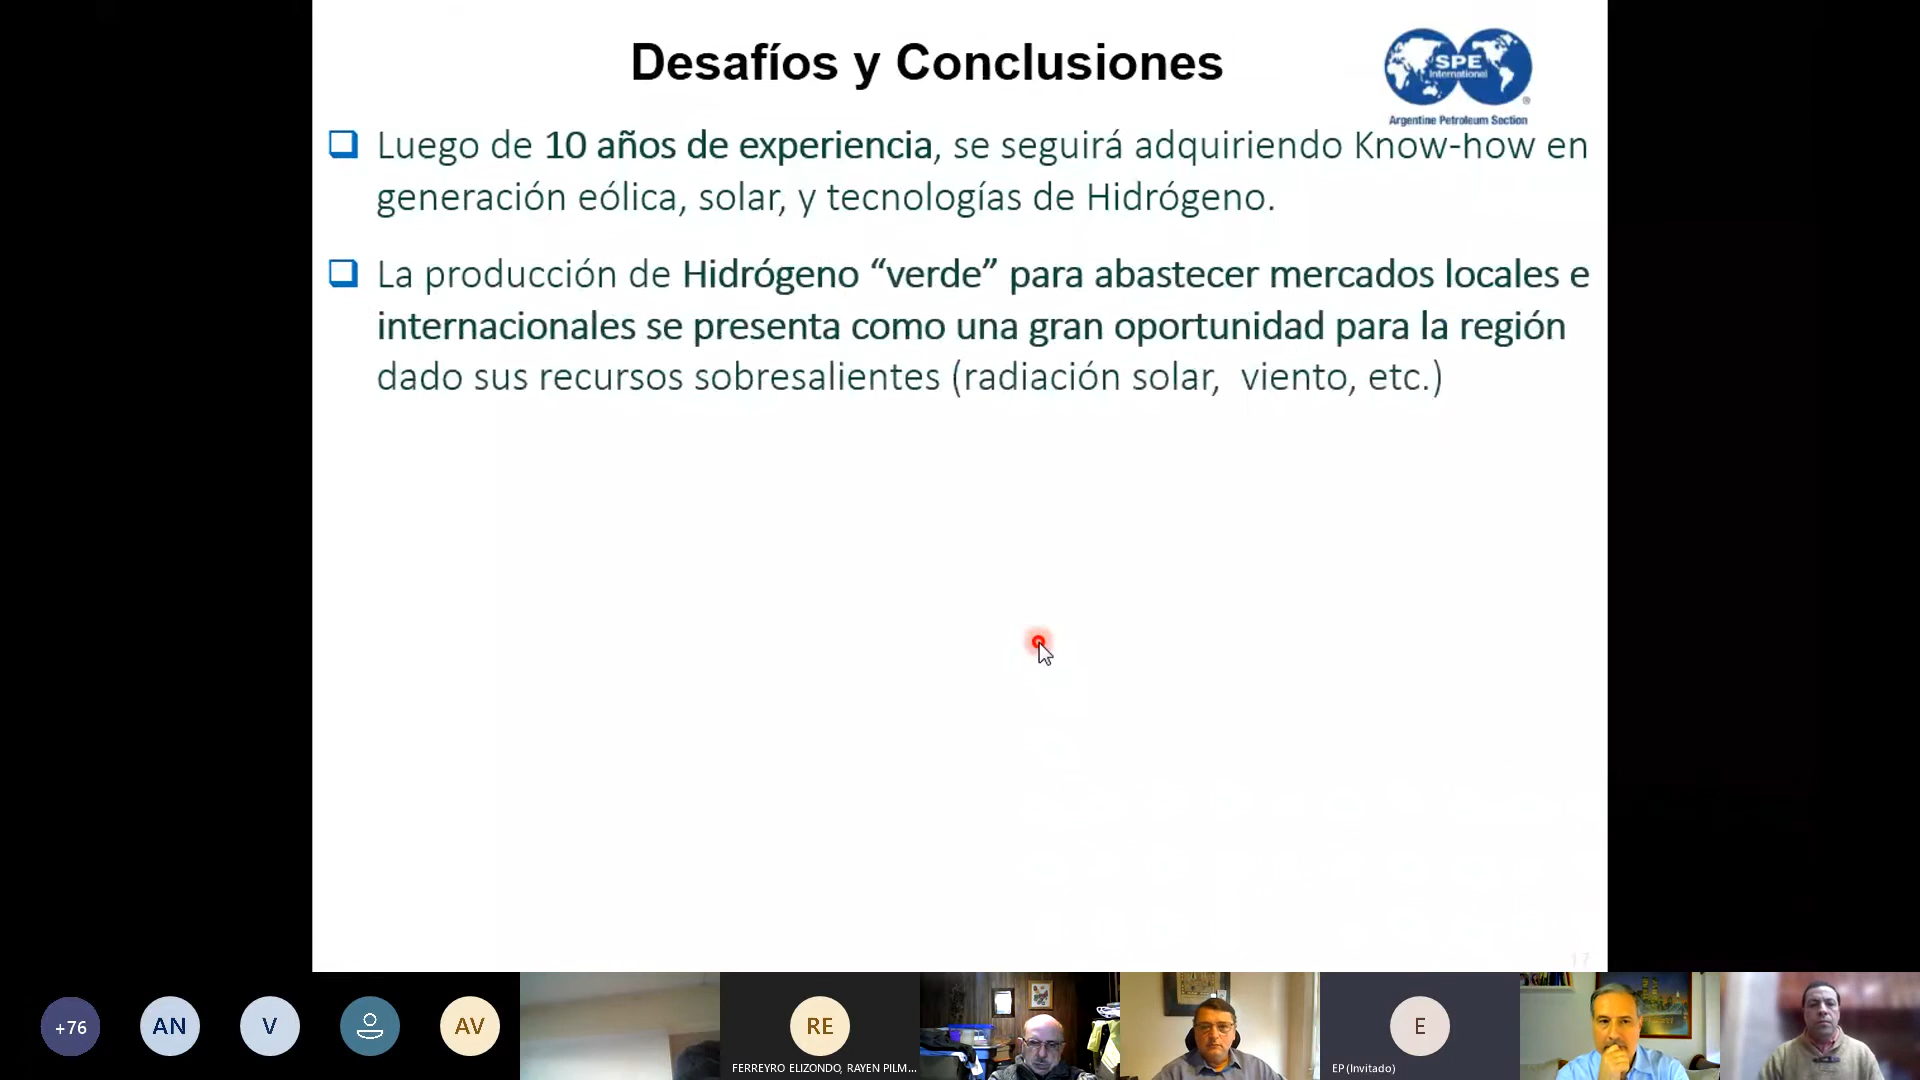 Desafíos y Conclusiones
SPE
International
®
Argentine Petroleum Section
Luego de 10 años de experiencia, se seguirá adquiriendo Know-how en
generación eólica, solar, y tecnologías de Hidrógeno.
La producción de Hidrógeno “verde” para abastecer mercados locales e
internacionales se presenta como una gran oportunidad para la región
dado sus recursos sobresalientes (radiación solar, viento, etc.)
17
+76
AN
V
AV
RE
FERREYRO ELIZONDO, RAYEN PILM...
E
EP (Invitado)